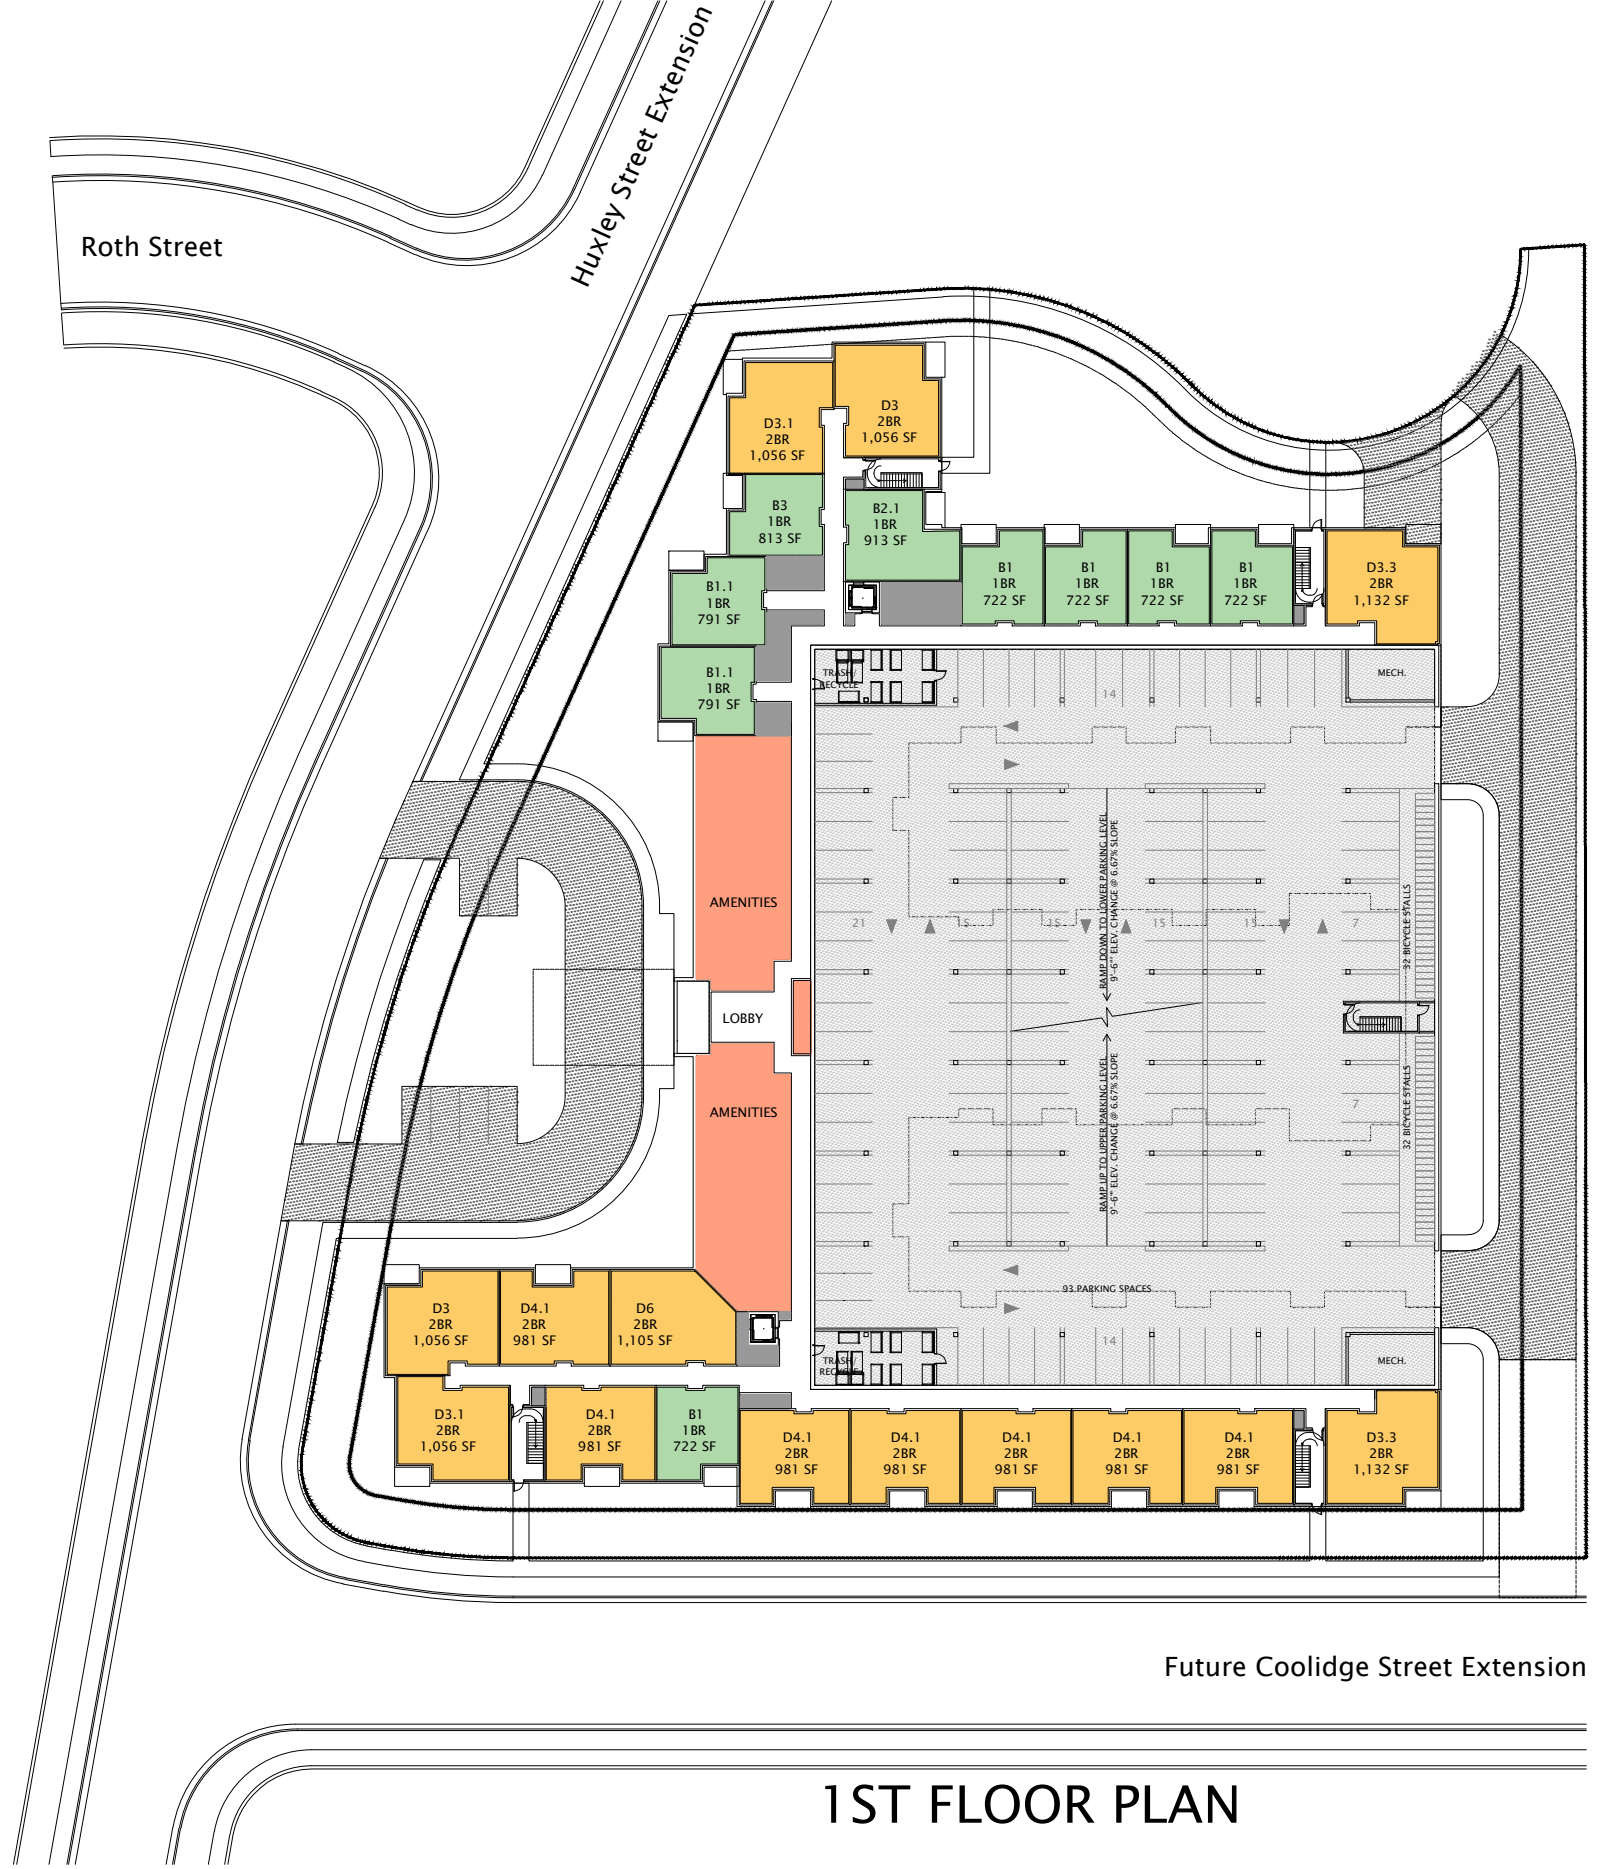 Huxley Street Extension
Roth Street
D3.1
2BR
1,056 SF
D3
2BR
1,056 SF
B3
1BR
813 SF
B2.1
1BR
913 SF
B1
1BR
722 SF
B1
1BR
722 SF
B1
1BR
722 SF
B1
1BR
722 SF
D3.3
2BR
1,132 SF
B1.1
1BR
791 SF
B1.1
1BR
791 SF
TRASH/
RECYCLE
14
MECH.
AMENITIES
21
15
15
15
15
7
RAMP DOWN TO LOWER PARKING LEVEL
9'-6" ELEV. CHANGE @ 6.67% SLOPE
32 BICYCLE STALLS
LOBBY
AMENITIES
RAMP UP TO UPPER PARKING LEVEL
9'-6" ELEV. CHANGE @ 6.67% SLOPE
7
32 BICYCLE STALLS
93 PARKING SPACES
14
TRASH/
RECYCLE
MECH.
D3
2BR
1,056 SF
D4.1
2BR
981 SF
D6
2BR
1,105 SF
D3.1
2BR
1,056 SF
D4.1
2BR
981 SF
B1
1BR
722 SF
D4.1
2BR
981 SF
D4.1
2BR
981 SF
D4.1
2BR
981 SF
D4.1
2BR
981 SF
D4.1
2BR
981 SF
D3.3
2BR
1,132 SF
Future Coolidge Street Extension
1ST FLOOR PLAN